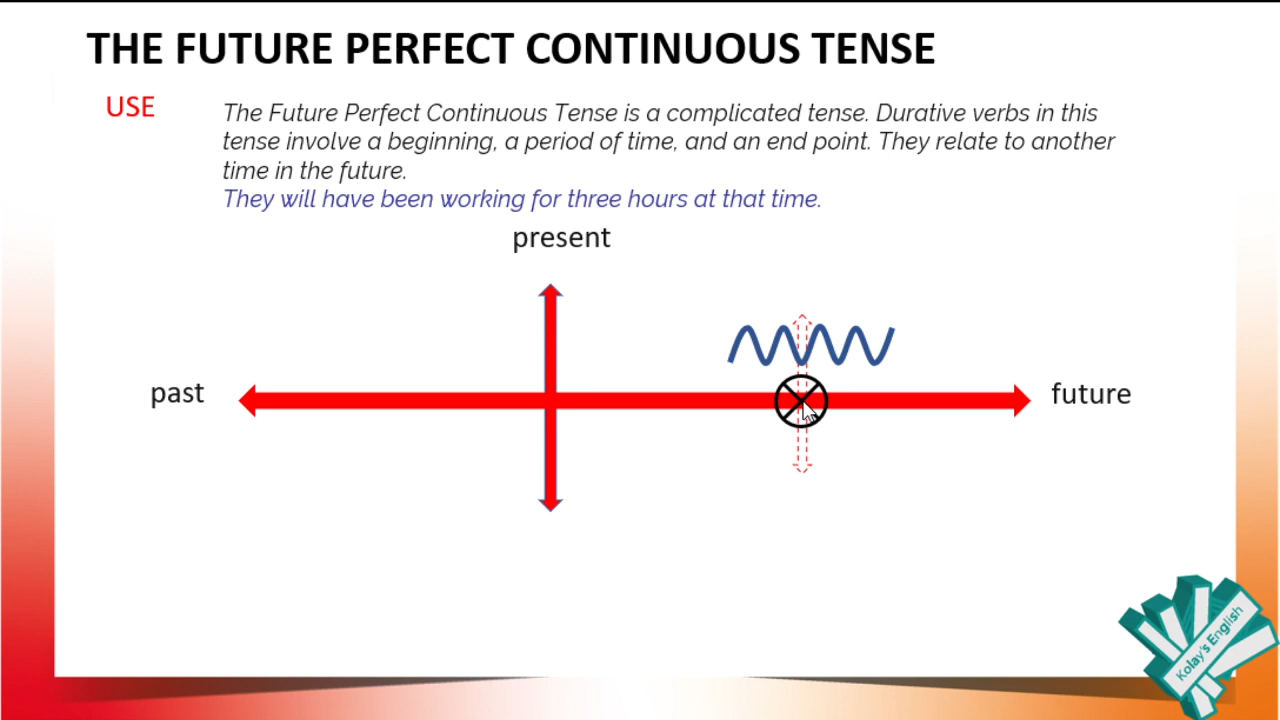 THE FUTURE PERFECT CONTINUOUS TENSE
USE
The Future Perfect Continuous Tense is a complicated tense. Durative verbs in this
tense involve a beginning, a period of time, and an end point. They relate to another
time in the future.
They will have been working for three hours at that time.
present
past
future
Kolay's English